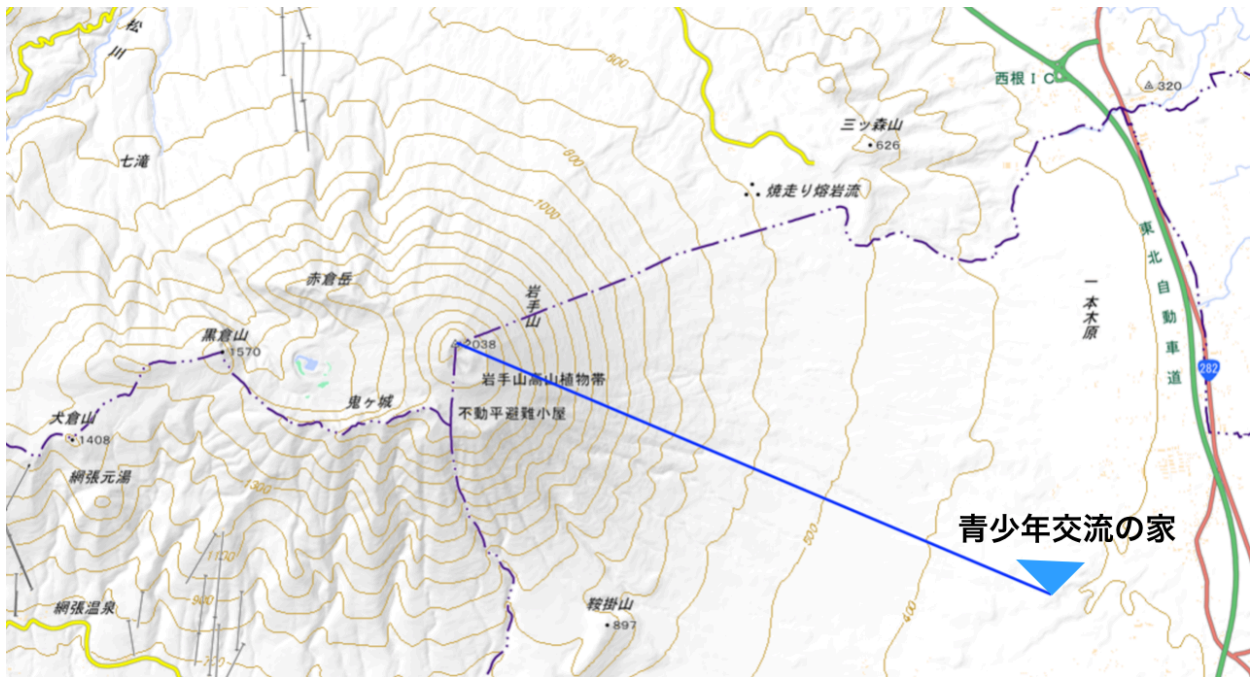 松川
900
西根IC
320
三ッ森山
626
七滝
800
焼走り熔岩流
1000
東北自動車道
赤倉岳
岩手山
一本木原
黒倉山
1570
2038
282
岩手山高山植物帯
鬼ヶ城
不動平避難小屋
犬倉山
1408
網張元湯
1300
青少年交流の家
500
1100
900
400
網張温泉
鞍掛山
897
700